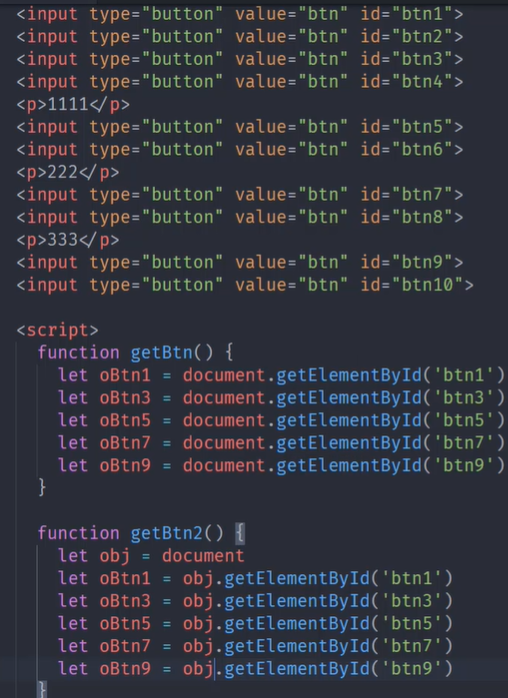 <input type="button" value="btn" id="btn1">
<input type="button" value="btn" id="btn2">
<input type="button" value="btn" id="btn3">
<input type="button" value="btn" id="btn4">
<p>1111</p>
<input type="button" value="btn" id="btn5">
<input type="button" value="btn" id="btn6">
<p>222</p>
<input type="button" value="btn" id="btn7">
<input type="button" value="btn" id="btn8">
<p>333</p>
<input type="button" value="btn" id="btn9">
<input type="button" value="btn" id="btn10">
<script>
function getBtn() {
let oBtn1 = document.getElementById('btn1')
let oBtn3 = document.getElementById('btn3')
let oBtn5 = document.getElementById('btn5')
let oBtn7 = document.getElementById('btn7')
let oBtn9 = document.getElementById('btn9')
}
function getBtn2() {
let obj = document
let oBtn1 = obj.getElementById('btn1')
let oBtn3 = obj.getElementById('btn3')
let oBtn5 = obj.getElementById('btn5')
let oBtn7 = obj.getElementById('btn7')
let oBtn9 = obj.getElementById('btn9')
}